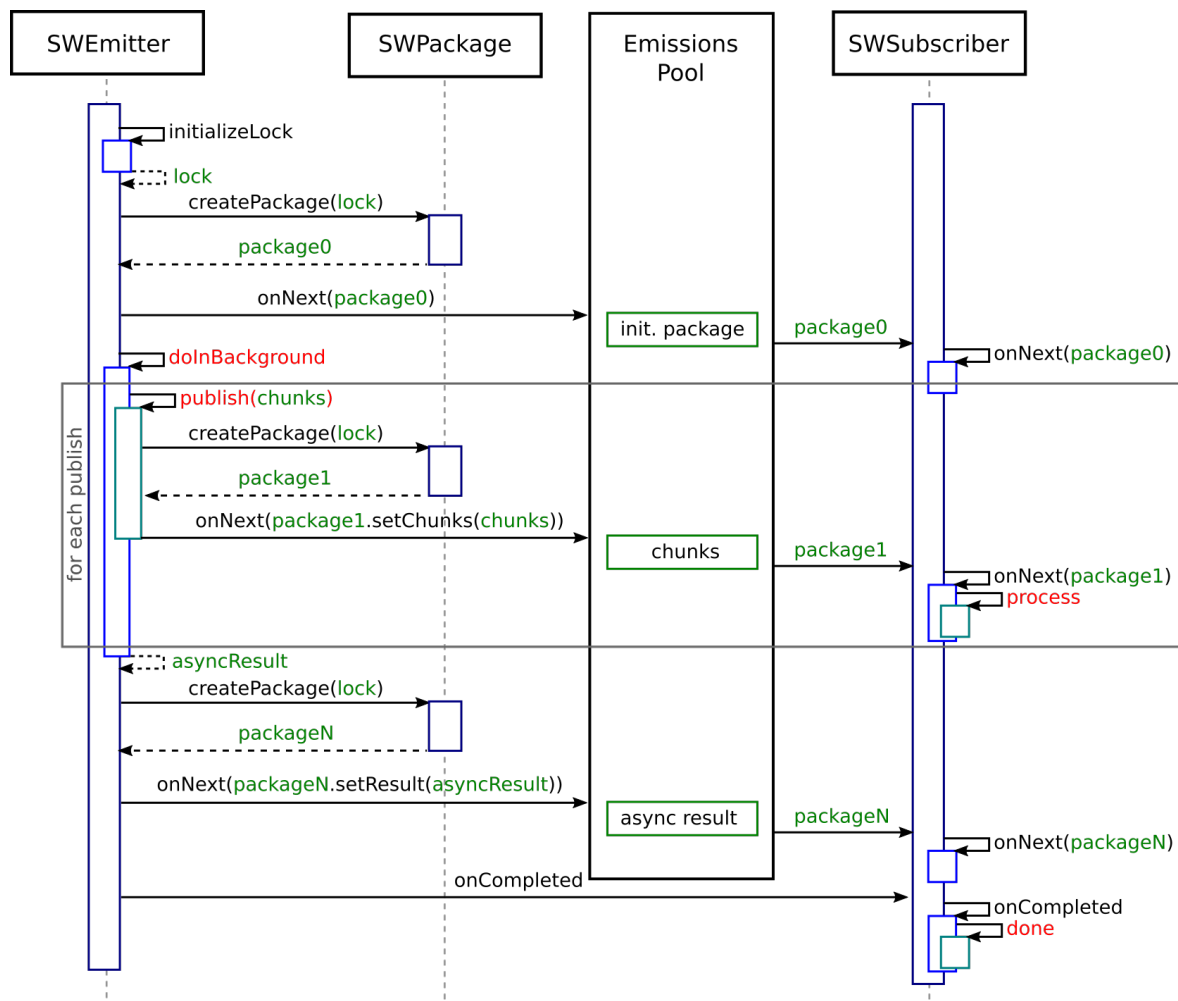 SWEmitter
SWPackage
Emissions
Pool
SWSubscriber
initializeLock
lock
createPackage(lock)
package0
onNext(package0)
init. package
package0
onNext(package0)
doInBackground
for each publish
publish(chunks)
createPackage(lock)
package1
onNext(package1.setChunks(chunks))
chunks
package1
onNext(package1)
process
asyncResult
createPackage(lock)
packageN
onNext(packageN.setResult(asyncResult))
async result
packageN
onNext(packageN)
onCompleted
onCompleted
done